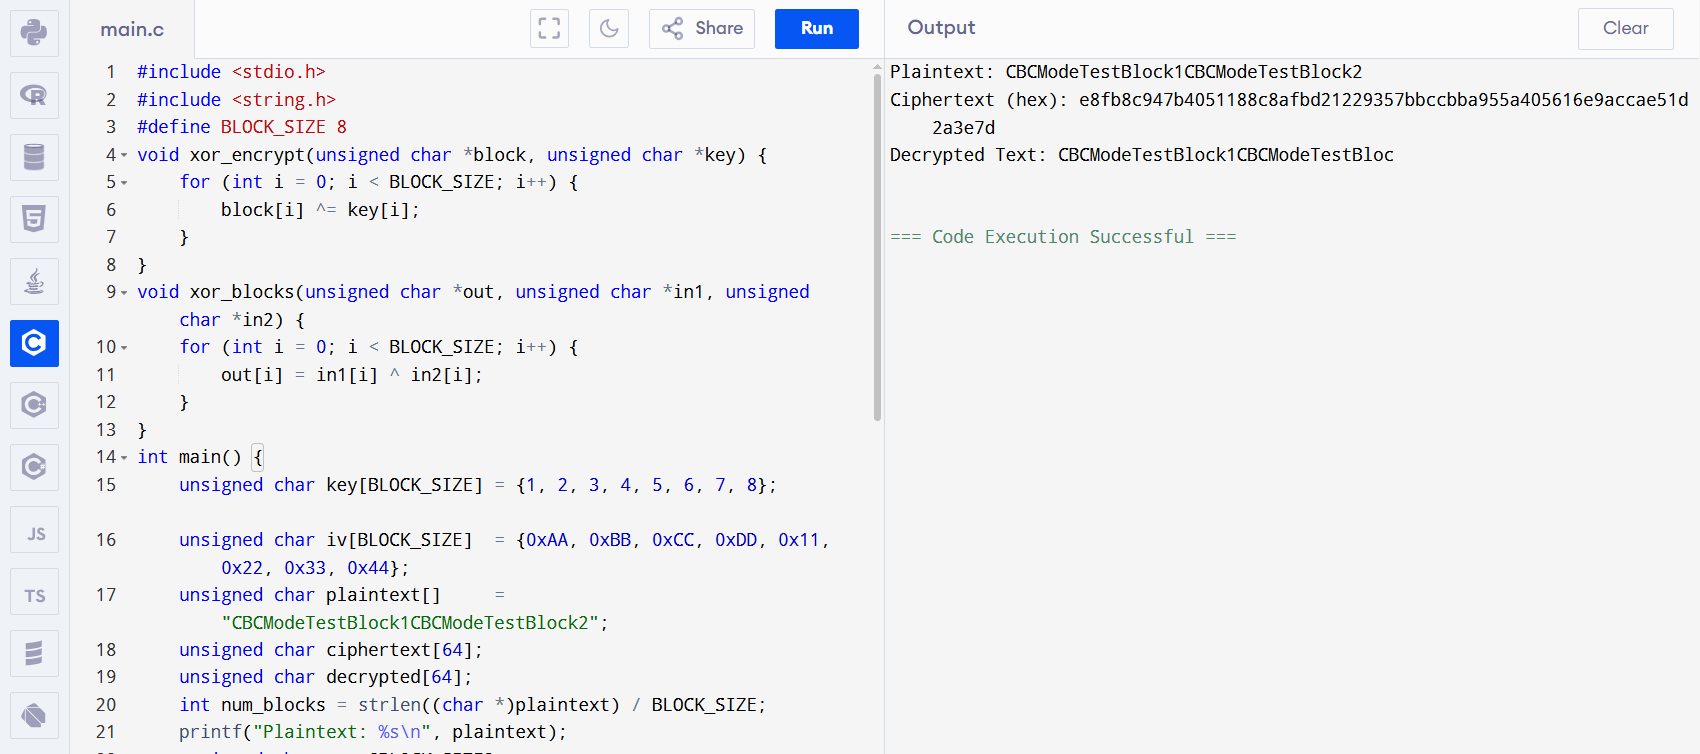 main.c
Share
Run
Output
Clear
1 #include <stdio.h>
2 #include <string.h>
3 #define BLOCK_SIZE 8
4 void xor_encrypt(unsigned char *block, unsigned char *key) {
5 for (int i = 0; i < BLOCK_SIZE; i++) {
6 block[i] ^= key[i];
7 }
8 }
9 void xor_blocks(unsigned char *out, unsigned char *in1, unsigned
char *in2) {
10 for (int i = 0; i < BLOCK_SIZE; i++) {
11 out[i] = in1[i] ^ in2[i];
12 }
13 }
14 int main() {
15 unsigned char key[BLOCK_SIZE] = {1, 2, 3, 4, 5, 6, 7, 8};
16 unsigned char iv[BLOCK_SIZE]  = {0xAA, 0xBB, 0xCC, 0xDD, 0x11,
0x22, 0x33, 0x44};
17 unsigned char plaintext[]     =
"CBCModeTestBlock1CBCModeTestBlock2";
18 unsigned char ciphertext[64];
19 unsigned char decrypted[64];
20 int num_blocks = strlen((char *)plaintext) / BLOCK_SIZE;
21 printf("Plaintext: %s\n", plaintext);
Plaintext: CBCModeTestBlock1CBCModeTestBlock2
Ciphertext (hex): e8fb8c947b4051188c8afbd21229357bbccbba955a405616e9accae51d
2a3e7d
Decrypted Text: CBCModeTestBlock1CBCModeTestBloc
=== Code Execution Successful ===
JS
TS